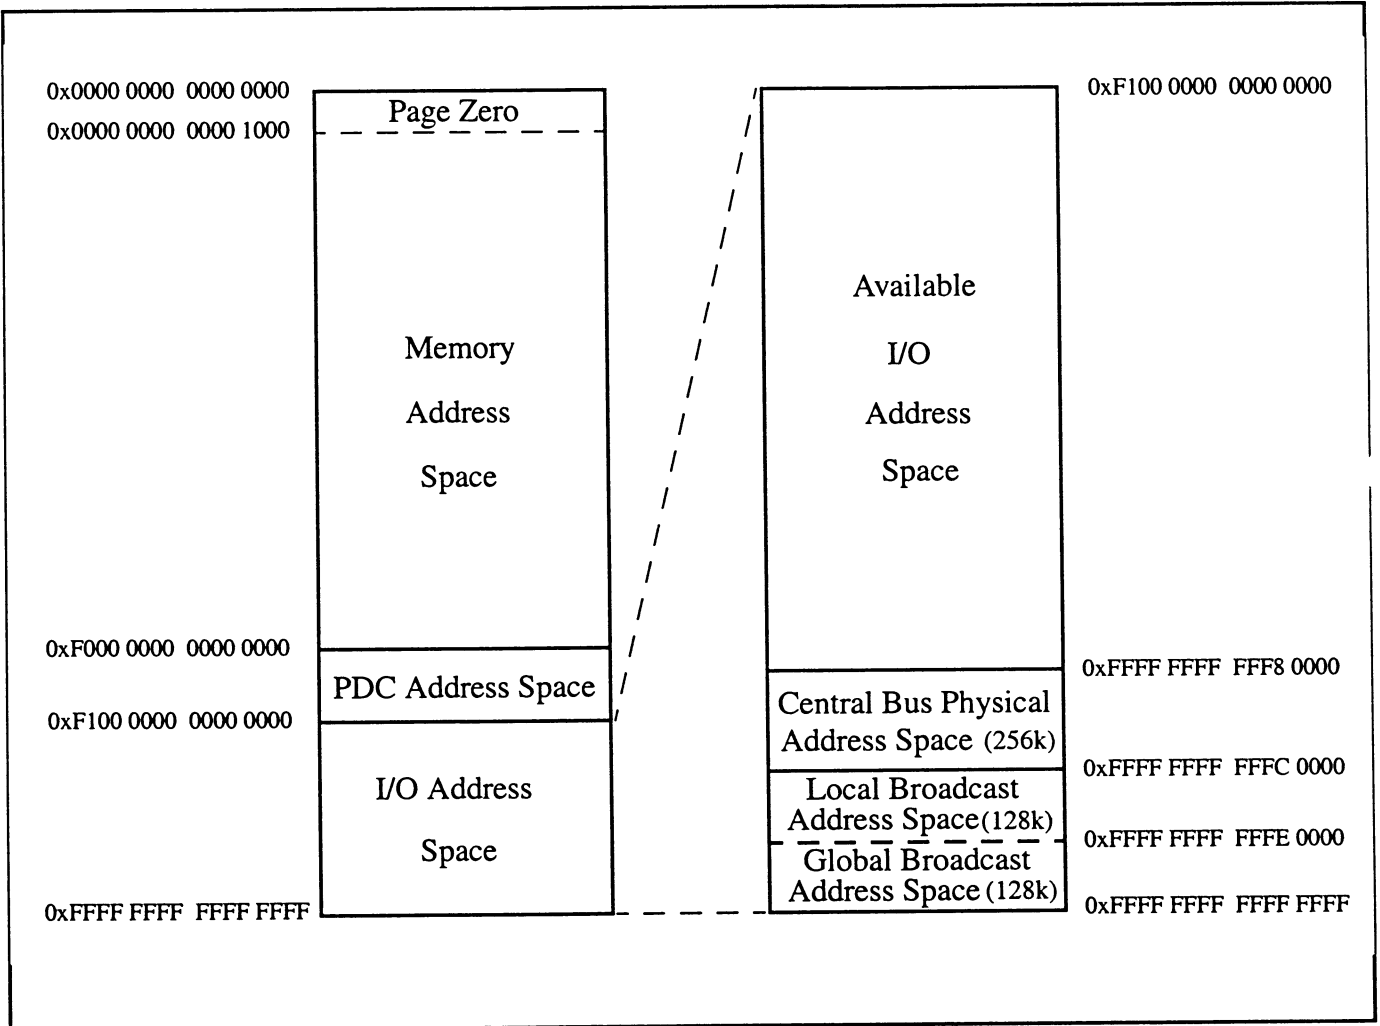 0x0000 0000 0000 0000
Page Zero
0x0000 0000 0000 1000
Memory
Address
Space
0xF000 0000 0000 0000
PDC Address Space
0xF100 0000 0000 0000
I/O Address
Space
0xFFFF FFFF FFFF FFFF
0xF100 0000 0000 0000
Available
I/O
Address
Space
0xFFFF FFFF FFF8 0000
Central Bus Physical
Address Space (256k)
0xFFFF FFFF FFFC 0000
Local Broadcast
Address Space (128k)
0xFFFF FFFF FFFE 0000
Global Broadcast
Address Space (128k)
0xFFFF FFFF FFFF FFFF